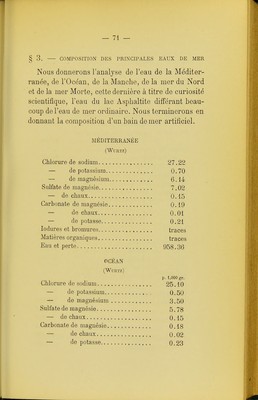 — 71 —
§ 3. — COMPOSITION DES PRINCIPALES EAUX DE MER
Nous donnerons l'analyse de l'eau de la Méditer-
ranée, de l'Océan, de la Manche, de la mer du Nord
et de la mer Morte, cette dernière à titre de curiosité
scientifique, l'eau du lac Asphaltite différant beau-
coup de l'eau de mer ordinaire. Nous terminerons en
donnant la composition d'un bain de mer artificiel.
MÉDITERRANÉE
(WURTZ)
Chlorure de sodium............... 27.22
— de potassium............. 0.70
— de magnésium............ 6.14
Sulfate de magnésie............... 7.02
— de chaux................. 0.15
Carbonate de magnésie............ 0.19
— de chaux............... 0.01
— de potasse.............. 0.21
Iodures et bromures............... traces
Matières organiques............... traces
Eau et perte..................... 958.36
OCÉAN
(WURTZ)
p. 1,000 gr.
Chlorure de sodium............... 25.10
— de potassium............. 0.50
— de magnésium............ 3.50
Sulfate de magnésie............... 5.78
— de chaux................. 0.15
Carbonate de magnésie............ 0.18
— de chaux............... 0.02
— de potasse.............. 0.23